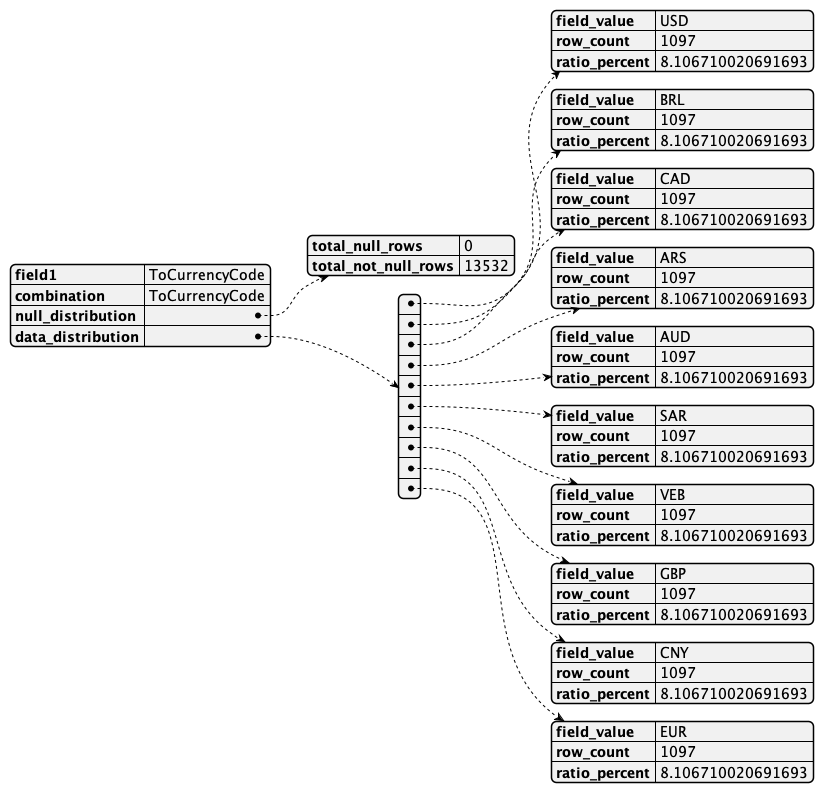 field1 ToCurrencyCode
combination ToCurrencyCode
null_distribution
data_distribution
total_null_rows 0
total_not_null_rows 13532
field_value USD
row_count 1097
ratio_percent 8.106710020691693
field_value BRL
row_count 1097
ratio_percent 8.106710020691693
field_value CAD
row_count 1097
ratio_percent 8.106710020691693
field_value ARS
row_count 1097
ratio_percent 8.106710020691693
field_value AUD
row_count 1097
ratio_percent 8.106710020691693
field_value SAR
row_count 1097
ratio_percent 8.106710020691693
field_value VEB
row_count 1097
ratio_percent 8.106710020691693
field_value GBP
row_count 1097
ratio_percent 8.106710020691693
field_value CNY
row_count 1097
ratio_percent 8.106710020691693
field_value EUR
row_count 1097
ratio_percent 8.106710020691693